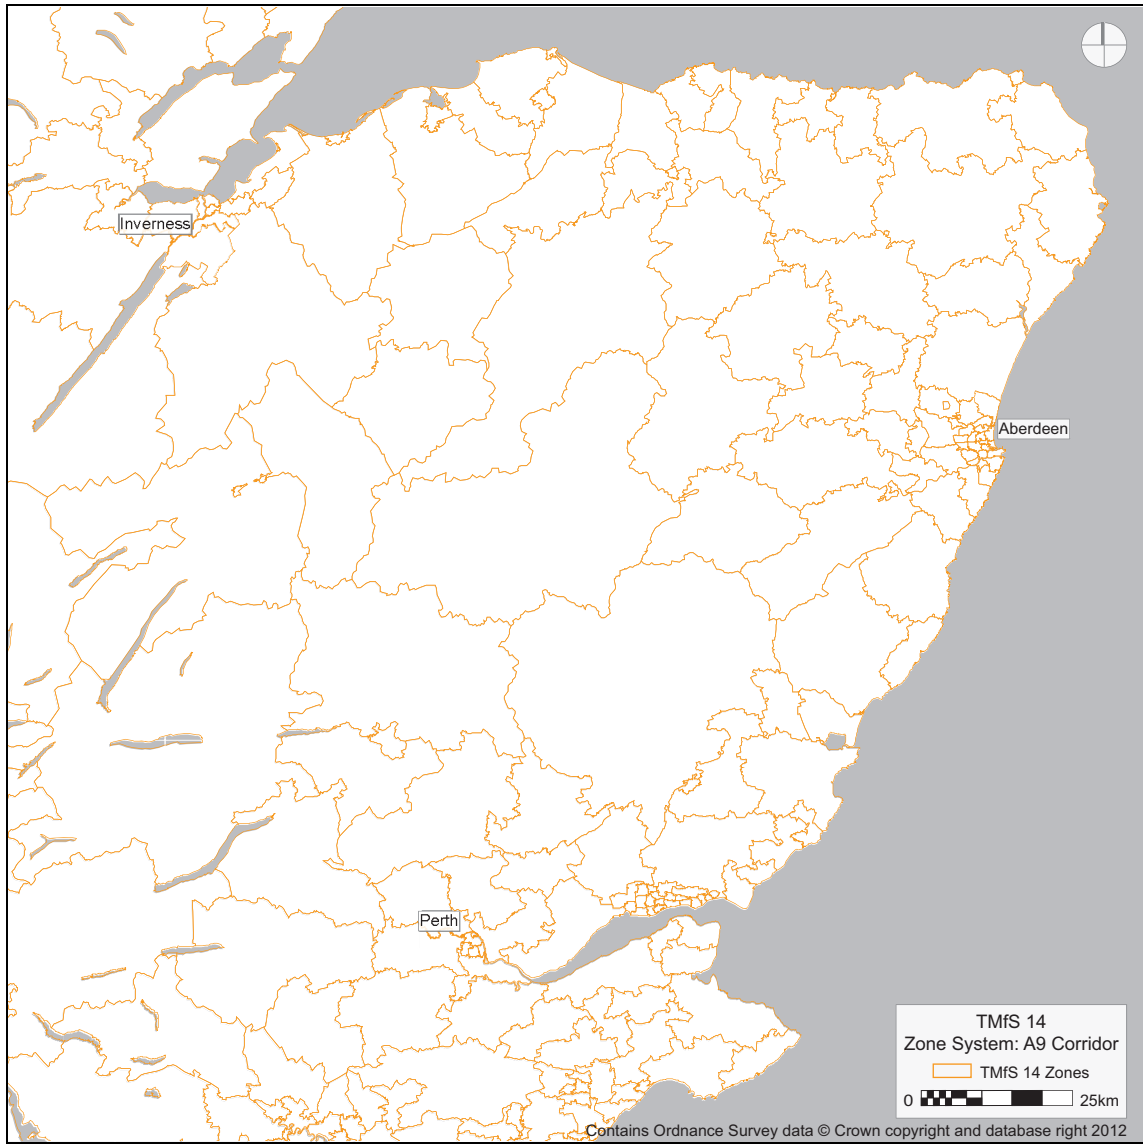 Inverness
Aberdeen
Perth
TMfS 14
Zone System: A9 Corridor
TMfS 14 Zones
0 25km
Contains Ordnance Survey data © Crown copyright and database right 2012